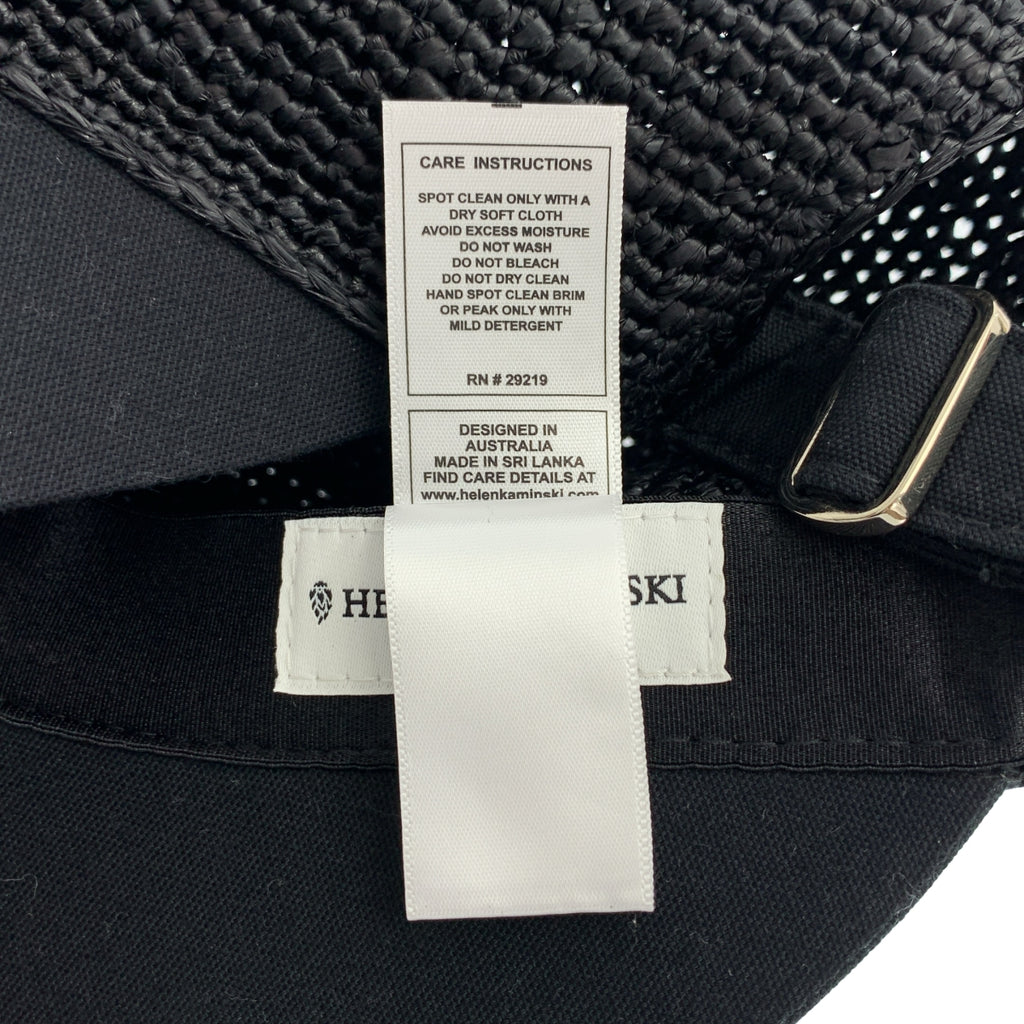 CARE INSTRUCTIONS
SPOT CLEAN ONLY WITH A
DRY SOFT CLOTH
AVOID EXCESS MOISTURE
DO NOT WASH
DO NOT BLEACH
DO NOT DRY CLEAN
HAND SPOT CLEAN BRIM
OR PEAK ONLY WITH
MILD DETERGENT
RN # 29219
DESIGNED IN
AUSTRALIA
MADE IN SRI LANKA
FIND CARE DETAILS AT
www.helenkaminski.com
HE SKI